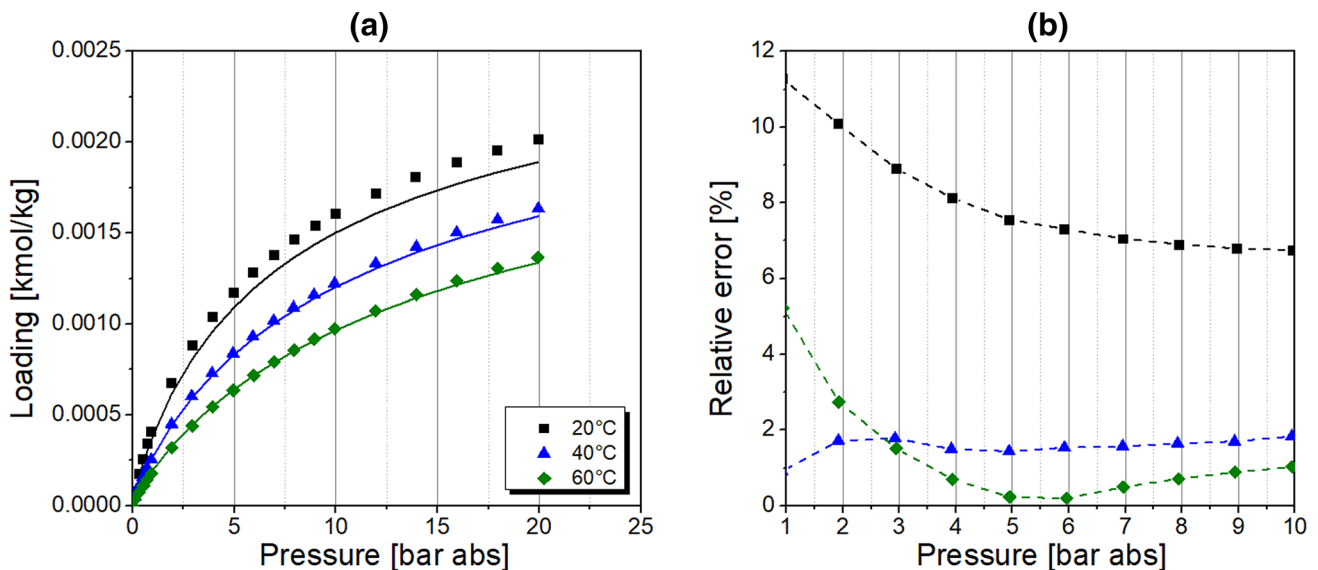 (a)
0.0025
0.0020
0.0015
0.0010
0.0005
0.0000
Loading [kmol/kg]
20°C
40°C
60°C
0 5 10 15 20 25
Pressure [bar abs]
(b)
12
10
8
6
4
2
0
Relative error [%]
1 2 3 4 5 6 7 8 9 10
Pressure [bar abs]